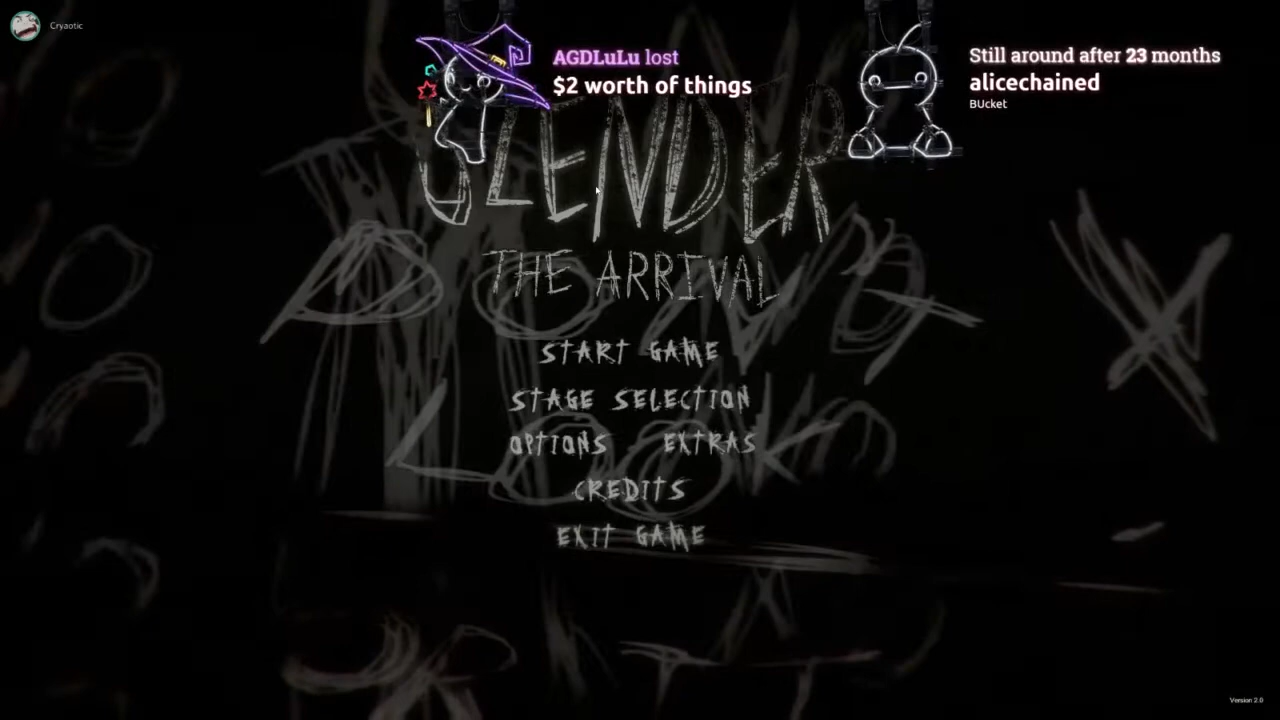 Cryaotic
AGDLuLu lost
$2 worth of things
Still around after 23 months
alicechained
BUcket
SLENDER
THE ARRIVAL
START GAME
STAGE SELECTION
OPTIONS EXTRAS
CREDITS
EXIT GAME
Version 2.0